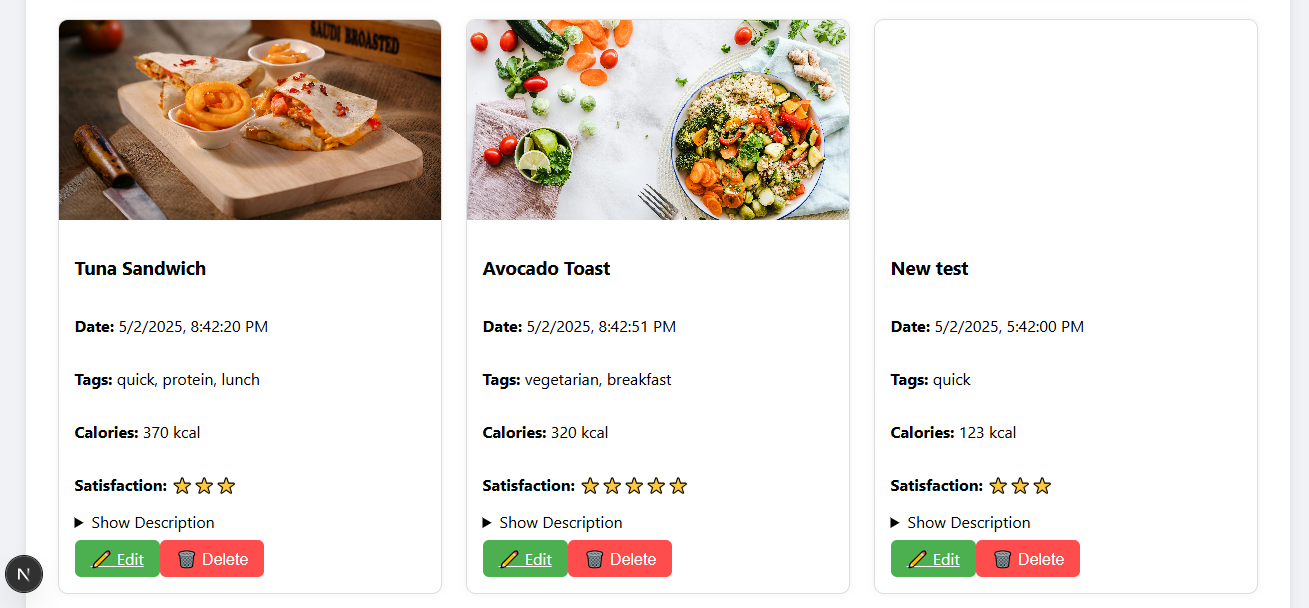 SAUDI BROASTED
Tuna Sandwich
Date: 5/2/2025, 8:42:20 PM
Tags: quick, protein, lunch
Calories: 370 kcal
Satisfaction: ⭐⭐⭐
▶ Show Description
✏️ Edit 🗑️ Delete
Avocado Toast
Date: 5/2/2025, 8:42:51 PM
Tags: vegetarian, breakfast
Calories: 320 kcal
Satisfaction: ⭐⭐⭐⭐⭐
▶ Show Description
✏️ Edit 🗑️ Delete
New test
Date: 5/2/2025, 5:42:00 PM
Tags: quick
Calories: 123 kcal
Satisfaction: ⭐⭐⭐
▶ Show Description
✏️ Edit 🗑️ Delete
N